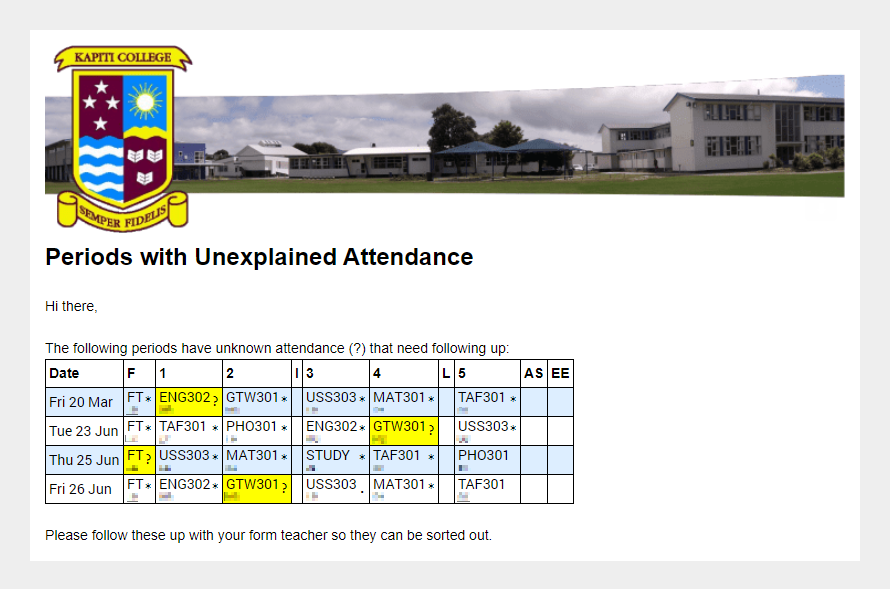 KAPITI COLLEGE
SEMPER FIDELIS
Periods with Unexplained Attendance
Hi there,
The following periods have unknown attendance (?) that need following up:
Date F 1 2 I 3 4 L 5 AS EE
Fri 20 Mar FT* ENG302? GTW301* USS303* MAT301* TAF301 *
Tue 23 Jun FT* TAF301 * PHO301 * ENG302* GTW301? USS303*
Thu 25 Jun FT? USS303* MAT301 * STUDY * TAF301 * PHO301
Fri 26 Jun FT* ENG302* GTW301? USS303 . MAT301 * TAF301
Please follow these up with your form teacher so they can be sorted out.